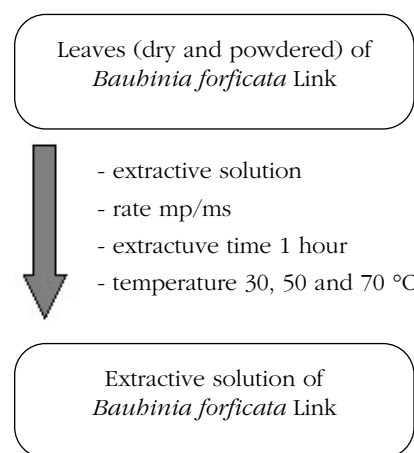 Leaves (dry and powdered) of
Bauhinia forficata Link
- extractive solution
- rate mp/ms
- extractuve time 1 hour
- temperature 30, 50 and 70 °C
Extractive solution of
Bauhinia forficata Link